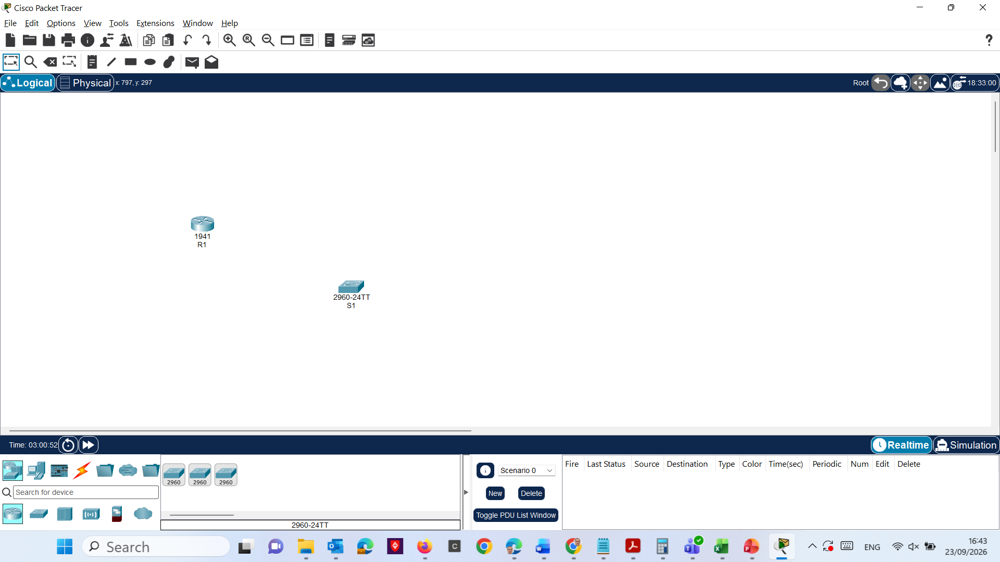 Cisco Packet Tracer
File Edit Options View Tools Extensions Window Help
Logical Physical x: 797, y: 297 Root 18:33:00
1941
R1
2960-24TT
S1
Time: 03:00:52 Realtime Simulation
Search for device
2960 2960 2960
2960-24TT
Scenario 0
New Delete
Toggle PDU List Window
Fire Last Status Source Destination Type Color Time(sec) Periodic Num Edit Delete
Search
ENG
16:43
23/09/2026